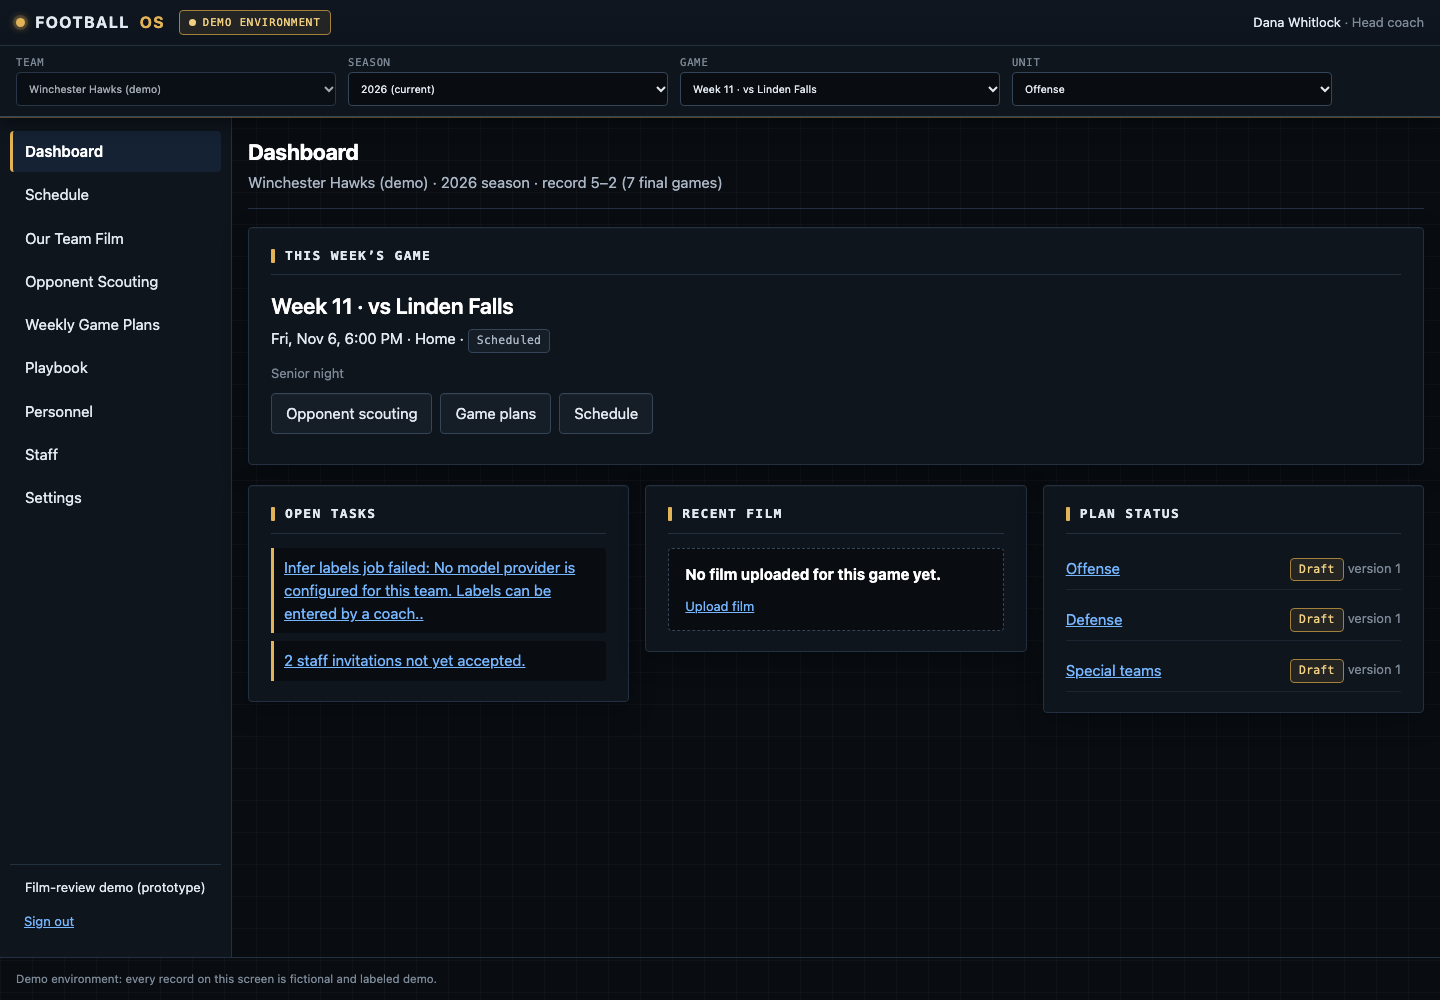 FOOTBALL OS
DEMO ENVIRONMENT
Dana Whitlock · Head coach
TEAM
Winchester Hawks (demo)
SEASON
2026 (current)
GAME
Week 11 · vs Linden Falls
UNIT
Offense
Dashboard
Schedule
Our Team Film
Opponent Scouting
Weekly Game Plans
Playbook
Personnel
Staff
Settings
Film-review demo (prototype)
Sign out
Dashboard
Winchester Hawks (demo) · 2026 season · record 5–2 (7 final games)
THIS WEEK’S GAME
Week 11 · vs Linden Falls
Fri, Nov 6, 6:00 PM · Home · Scheduled
Senior night
Opponent scouting
Game plans
Schedule
OPEN TASKS
Infer labels job failed: No model provider is
configured for this team. Labels can be
entered by a coach..
2 staff invitations not yet accepted.
RECENT FILM
No film uploaded for this game yet.
Upload film
PLAN STATUS
Offense Draft version 1
Defense Draft version 1
Special teams Draft version 1
Demo environment: every record on this screen is fictional and labeled demo.